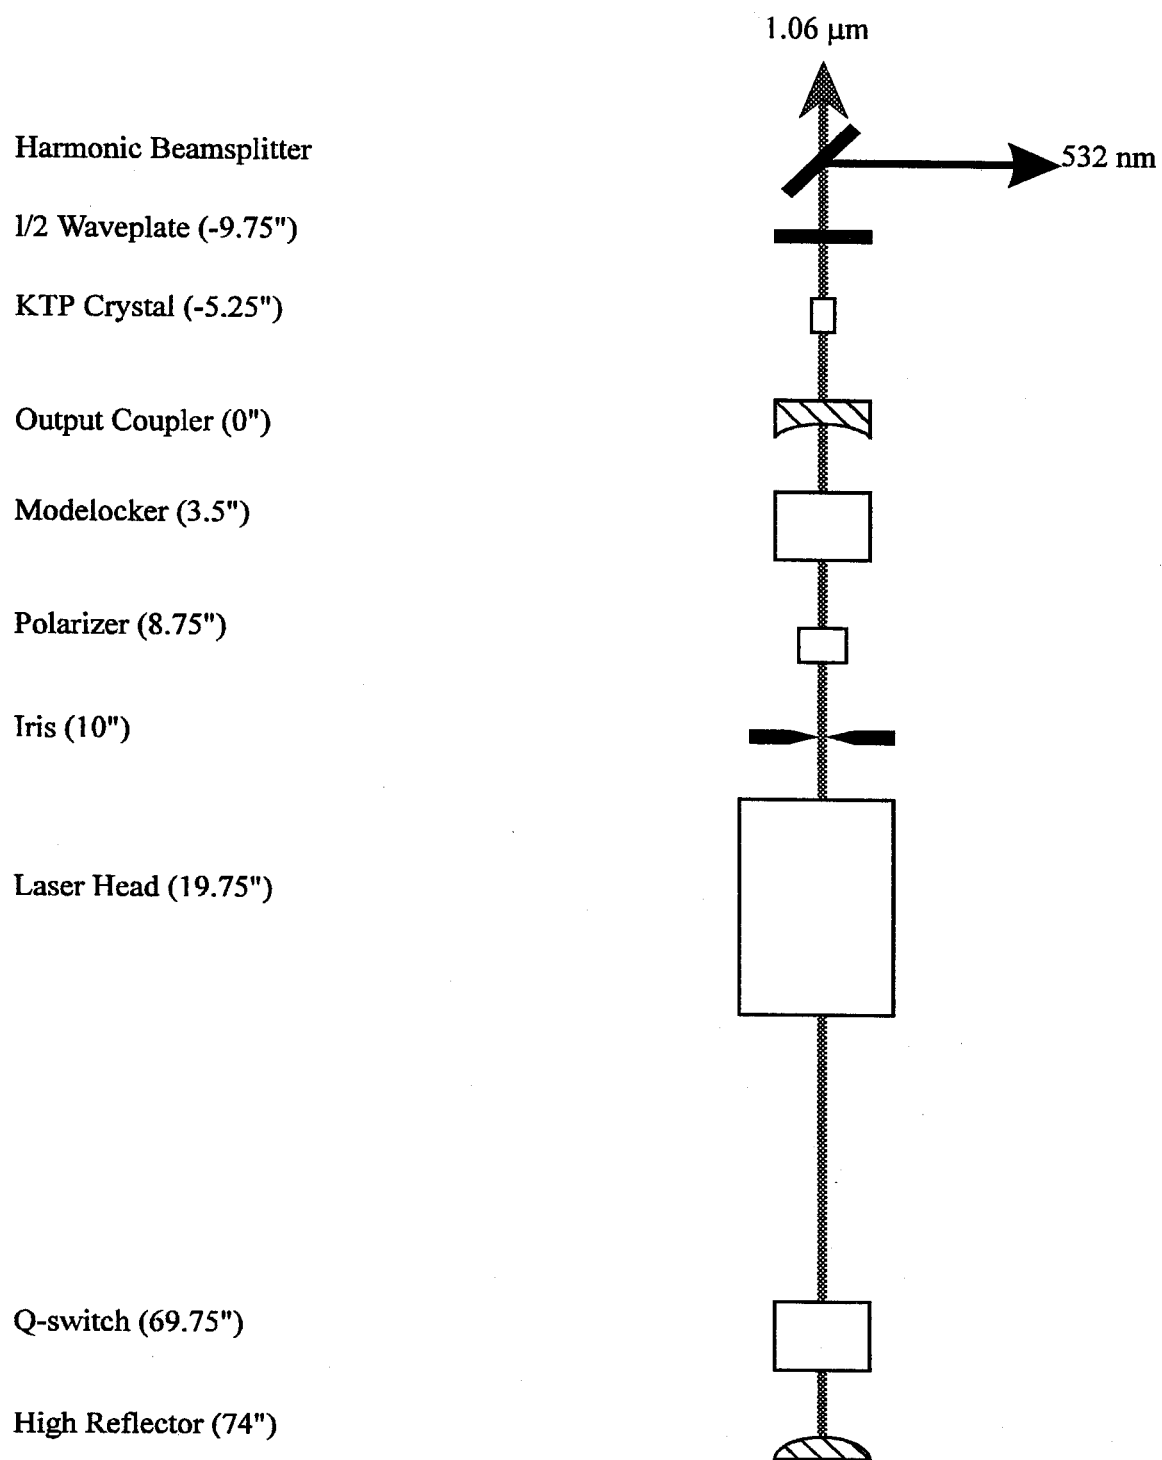 1.06 μm
Harmonic Beamsplitter
532 nm
l/2 Waveplate (-9.75")
KTP Crystal (-5.25")
Output Coupler (0")
Modelocker (3.5")
Polarizer (8.75")
Iris (10")
Laser Head (19.75")
Q-switch (69.75")
High Reflector (74")